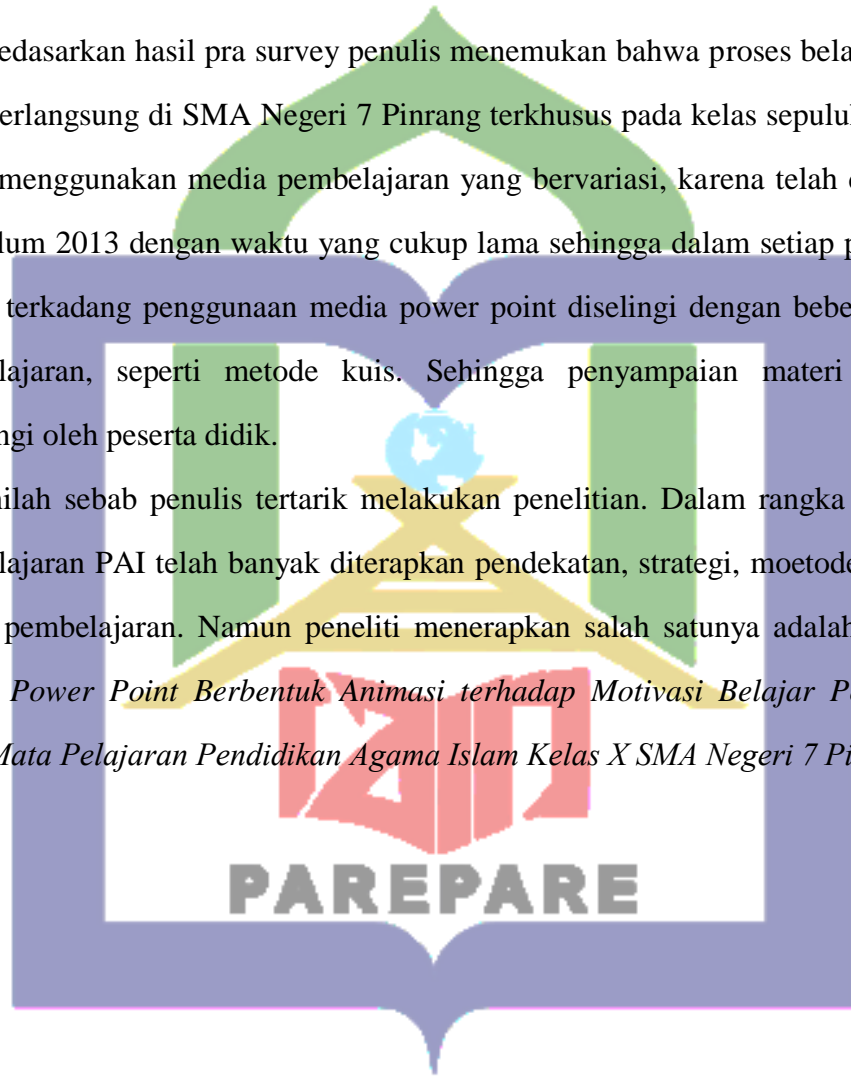 edasarkan hasil pra survey penulis menemukan bahwa proses bela
erlangsung di SMA Negeri 7 Pinrang terkhusus pada kelas sepulul
menggunakan media pembelajaran yang bervariasi, karena telah
lum 2013 dengan waktu yang cukup lama sehingga dalam setiap p
terkadang penggunaan media power point diselingi dengan bebe
lajaran, seperti metode kuis. Sehingga penyampaian materi
ngi oleh peserta didik.
nilah sebab penulis tertarik melakukan penelitian. Dalam rangka
lajaran PAI telah banyak diterapkan pendekatan, strategi, moetode
pembelajaran. Namun peneliti menerapkan salah satunya adalah
Power Point Berbentuk Animasi terhadap Motivasi Belajar P
Mata Pelajaran Pendidikan Agama Islam Kelas X SMA Negeri 7 Pi
iain
PAREPARE